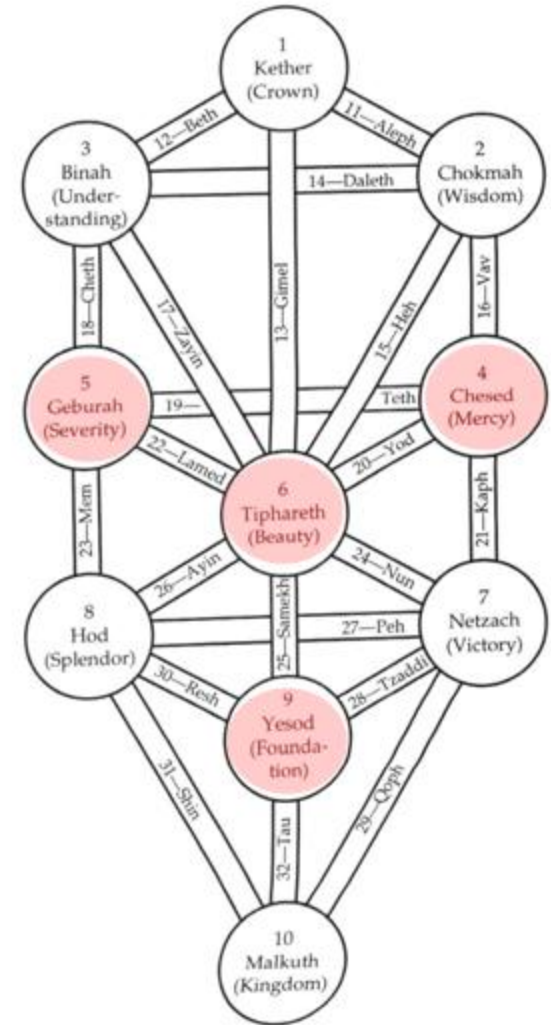 1
Kether
(Crown)
12—Beth
11—Aleph
3
Binah
(Under-
standing)
2
Chokmah
(Wisdom)
14—Daleth
18—Cheth
17—Zayin
13—Gimel
15—Heh
16—Vav
5
Geburah
(Severity)
4
Chesed
(Mercy)
19— Teth
22—Lamed
20—Yod
6
Tiphareth
(Beauty)
23—Mem
21—Kaph
26—Ayin
24—Nun
25—Samekh
8
Hod
(Splendor)
7
Netzach
(Victory)
27—Peh
30—Resh
28—Tzaddi
9
Yesod
(Founda-
tion)
31—Shin
32—Tau
29—Qoph
10
Malkuth
(Kingdom)